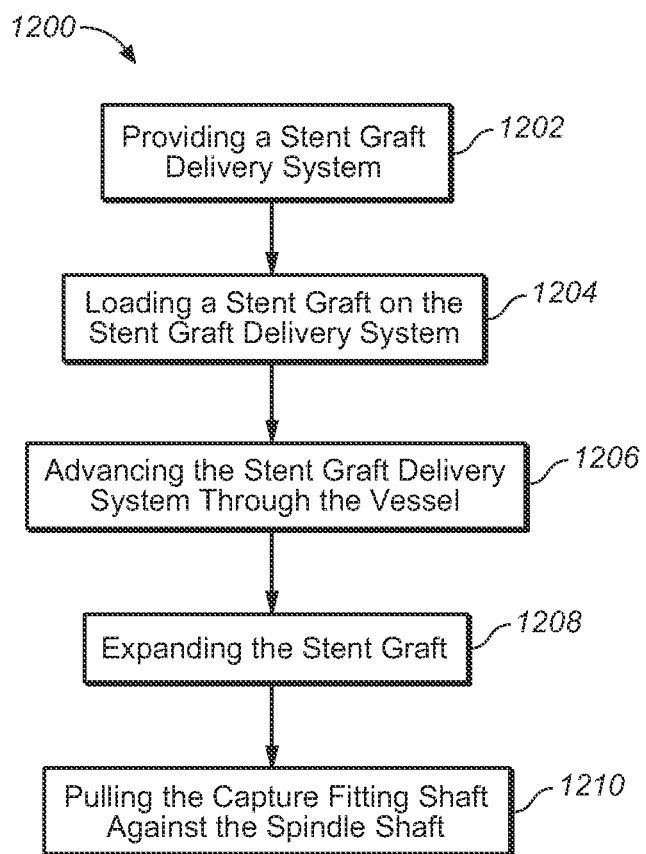 1200
Providing a Stent Graft
Delivery System
1202
Loading a Stent Graft on the
Stent Graft Delivery System
1204
Advancing the Stent Graft Delivery
System Through the Vessel
1206
Expanding the Stent Graft
1208
Pulling the Capture Fitting Shaft
Against the Spindle Shaft
1210